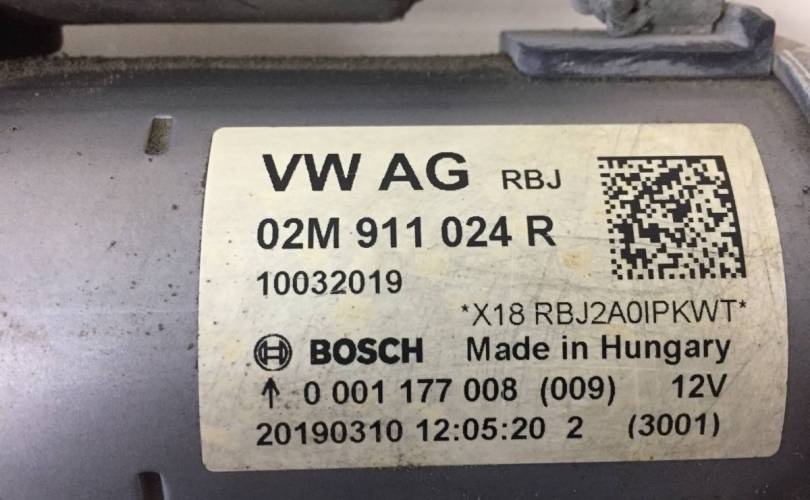 VW AG RBJ
02M 911 024 R
10032019
*X18 RBJ2A0IPKWT*
BOSCH Made in Hungary
↑ 0 001 177 008 (009) 12V
20190310 12:05:20 2 (3001)